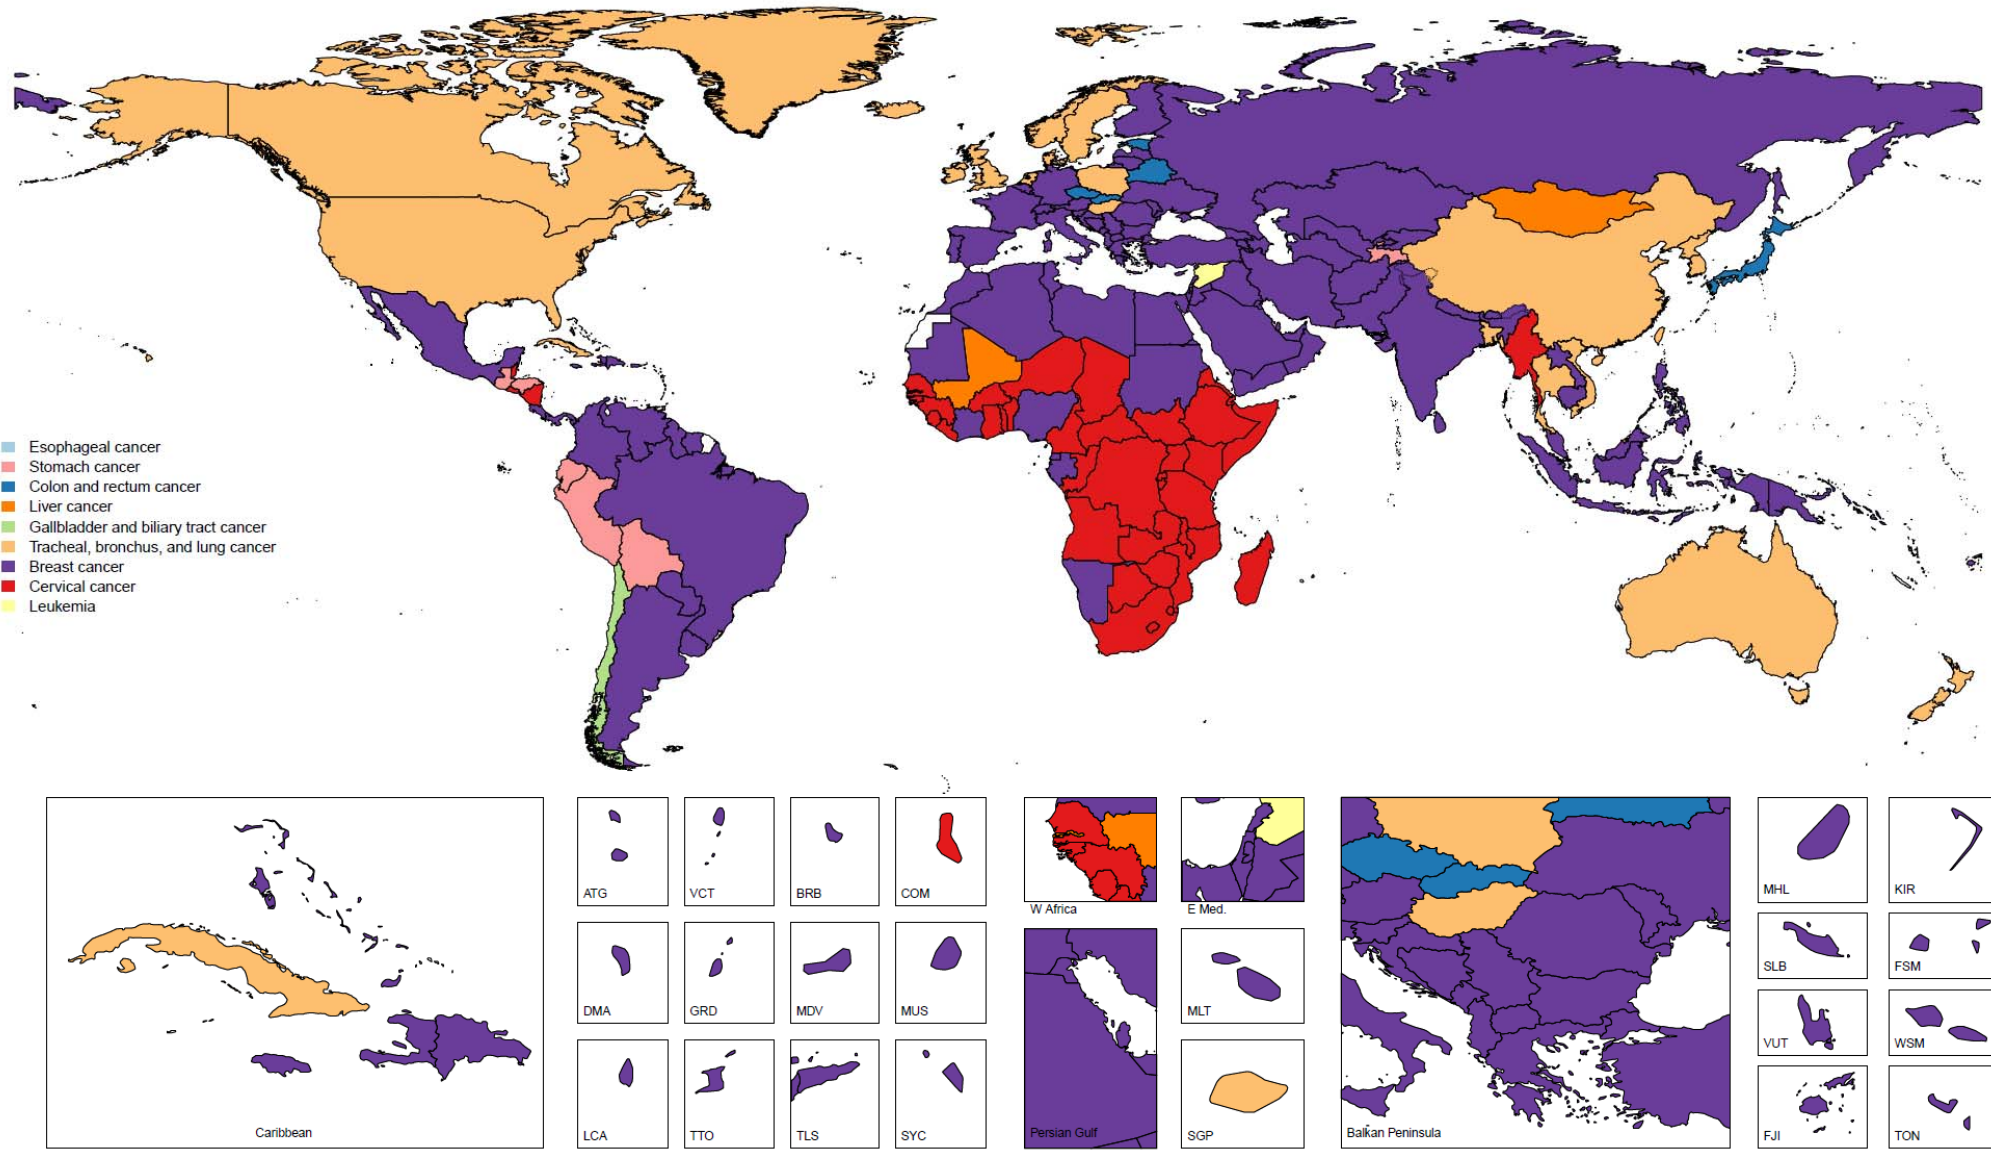 Esophageal cancer
Stomach cancer
Colon and rectum cancer
Liver cancer
Gallbladder and biliary tract cancer
Tracheal, bronchus, and lung cancer
Breast cancer
Cervical cancer
Leukemia
Caribbean
ATG
VCT
BRB
COM
DMA
GRD
MDV
MUS
LCA
TTO
TLS
SYC
W Africa
E Med.
Persian Gulf
MLT
SGP
Balkan Peninsula
MHL
KIR
SLB
FSM
VUT
WSM
FJI
TON